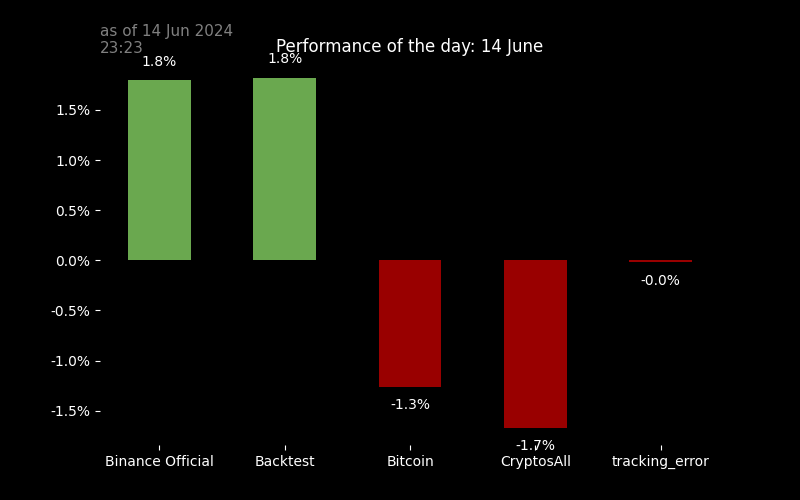 as of 14 Jun 2024
23:23
Performance of the day: 14 June
1.8%
1.8%
1.5%
1.0%
0.5%
0.0%
-0.5%
-1.0%
-1.5%
-0.0%
-1.3%
-1.7%
Binance Official
Backtest
Bitcoin
CryptosAll
tracking_error